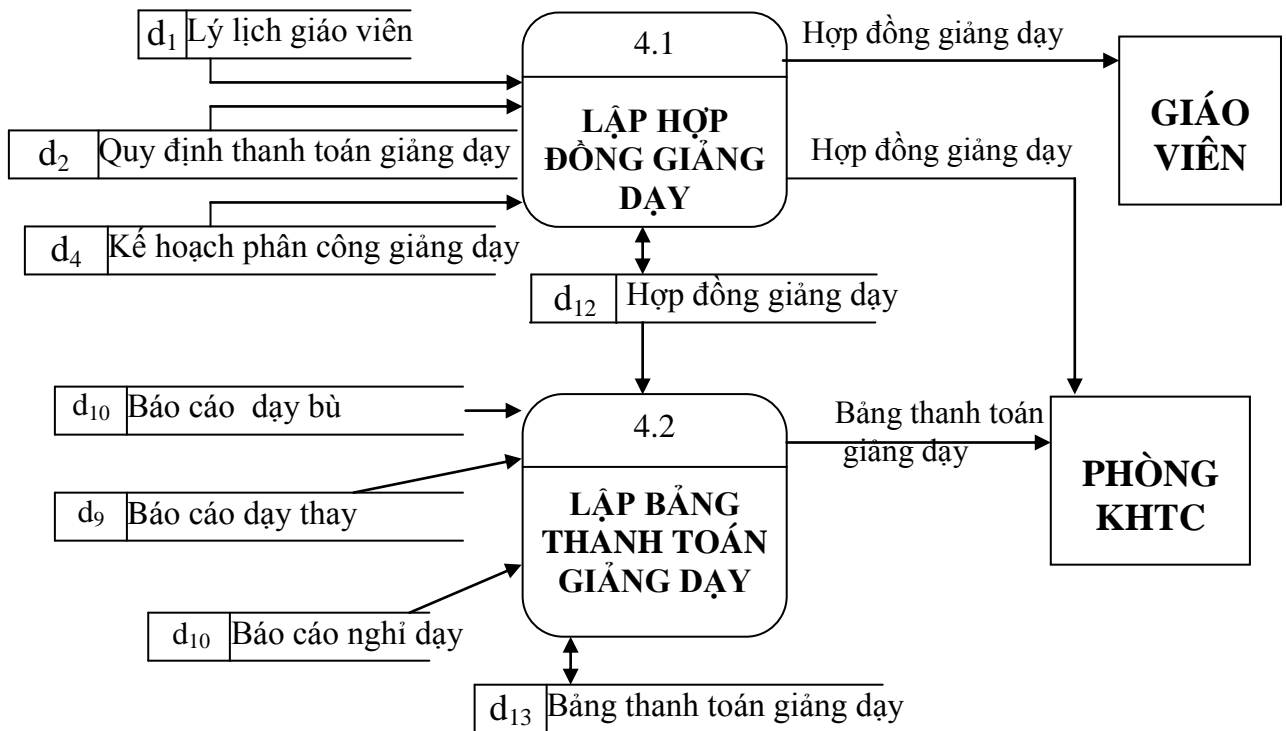 d₁ Lý lịch giáo viên
4.1
Hợp đồng giảng dạy
GIÁO
VIÊN
LẬP HỢP
ĐỒNG GIẢNG
DẠY
d₂ Quy định thanh toán giảng dạy
Hợp đồng giảng dạy
d₄ Kế hoạch phân công giảng dạy
d₁₂ Hợp đồng giảng dạy
d₁₀ Báo cáo dạy bù
4.2
Bảng thanh toán
giảng dạy
PHÒNG
KHTC
d₉ Báo cáo dạy thay
LẬP BẢNG
THANH TOÁN
GIẢNG DẠY
d₁₀ Báo cáo nghỉ dạy
d₁₃ Bảng thanh toán giảng dạy